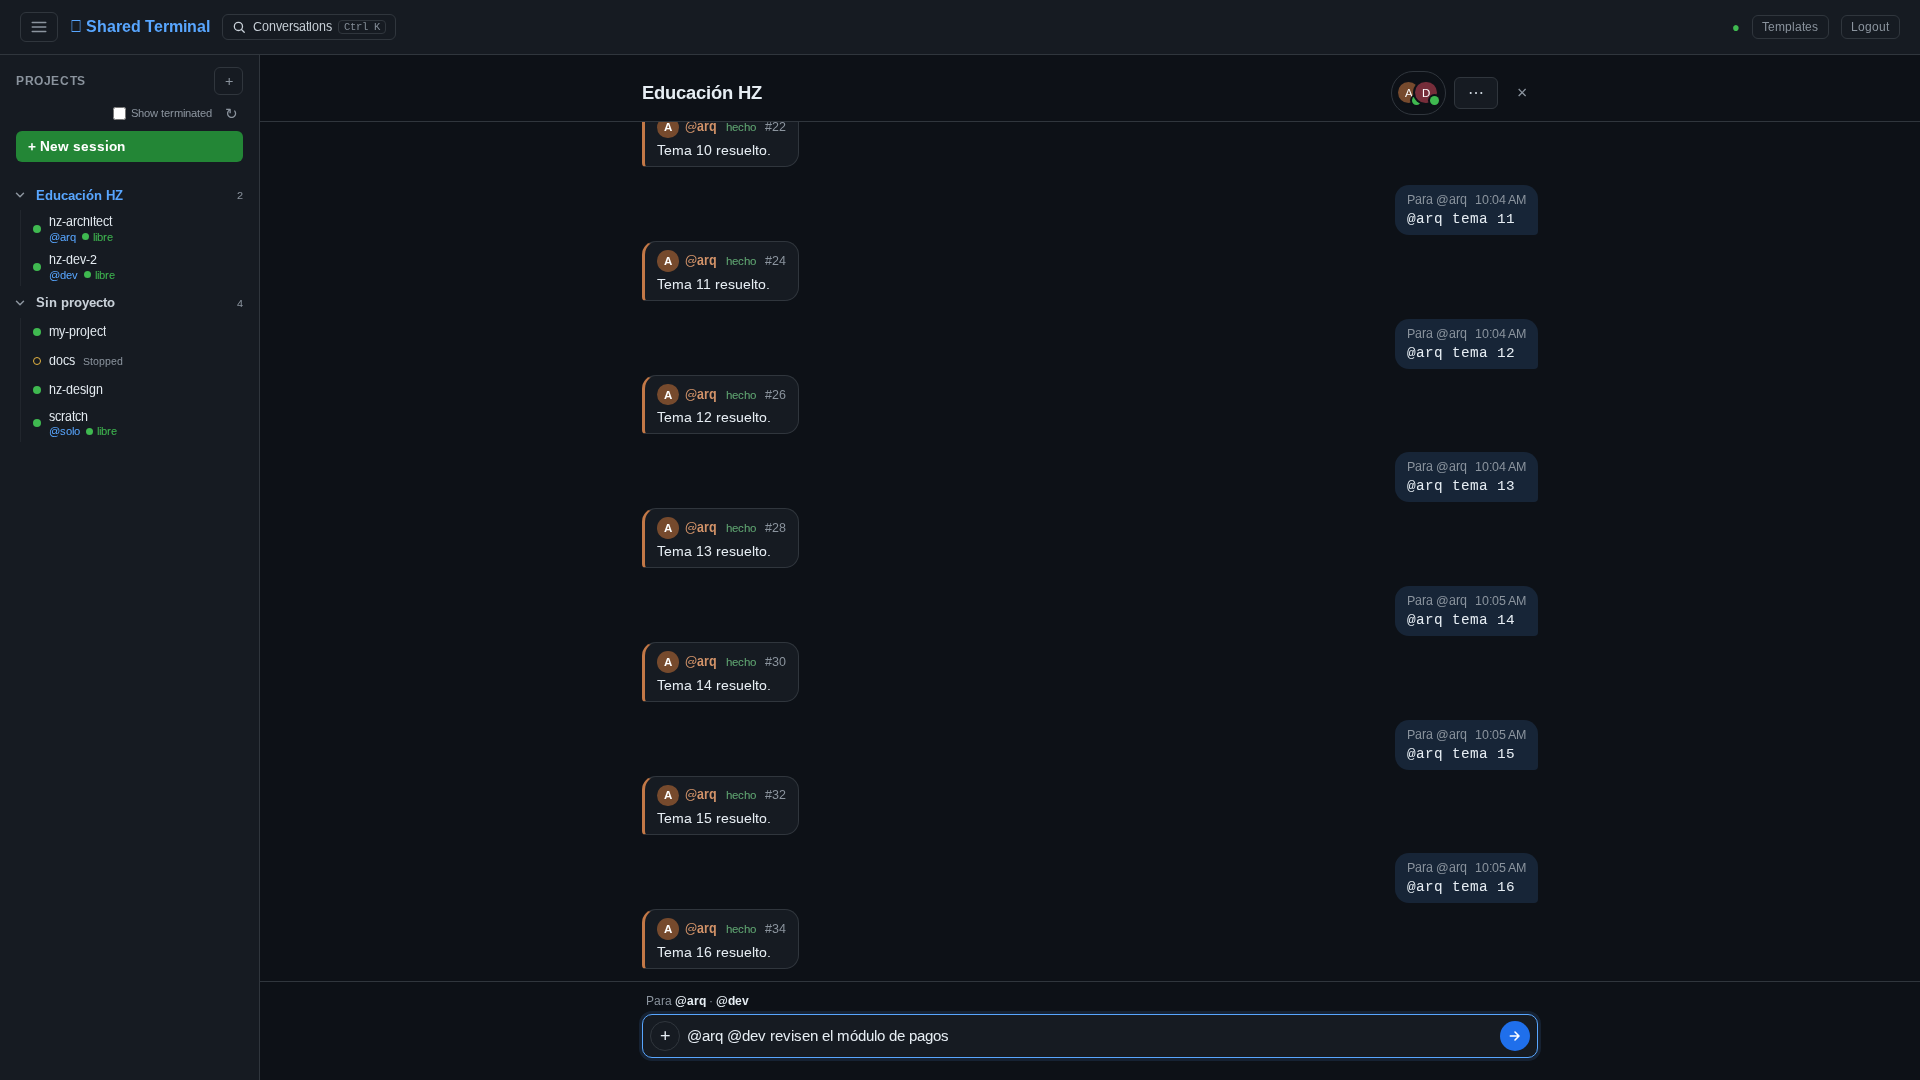 Shared Terminal
Conversations Ctrl K
Templates
Logout
PROJECTS
+
Show terminated
+ New session
Educación HZ 2
hz-architect
@arq libre
hz-dev-2
@dev libre
Sin proyecto 4
my-project
docs Stopped
hz-design
scratch
@solo libre
Educación HZ
A D
A @arq hecho #22
Tema 10 resuelto.
Para @arq 10:04 AM
@arq tema 11
A @arq hecho #24
Tema 11 resuelto.
Para @arq 10:04 AM
@arq tema 12
A @arq hecho #26
Tema 12 resuelto.
Para @arq 10:04 AM
@arq tema 13
A @arq hecho #28
Tema 13 resuelto.
Para @arq 10:05 AM
@arq tema 14
A @arq hecho #30
Tema 14 resuelto.
Para @arq 10:05 AM
@arq tema 15
A @arq hecho #32
Tema 15 resuelto.
Para @arq 10:05 AM
@arq tema 16
A @arq hecho #34
Tema 16 resuelto.
Para @arq · @dev
+ @arq @dev revisen el módulo de pagos